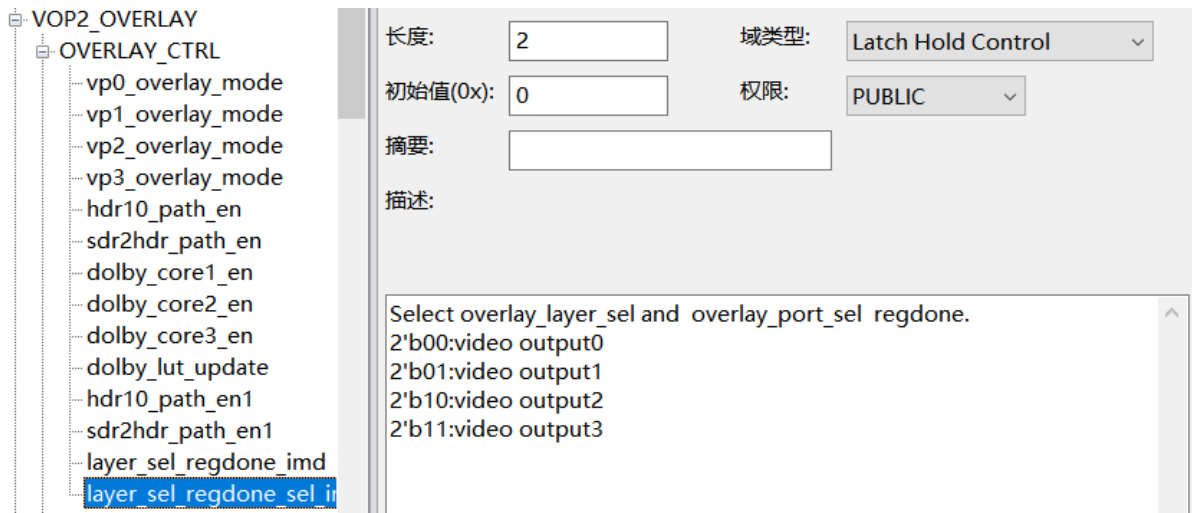 VOP2_OVERLAY
OVERLAY_CTRL
vp0_overlay_mode
vp1_overlay_mode
vp2_overlay_mode
vp3_overlay_mode
hdr10_path_en
sdr2hdr_path_en
dolby_core1_en
dolby_core2_en
dolby_core3_en
dolby_lut_update
hdr10_path_en1
sdr2hdr_path_en1
layer_sel_regdone_imd
layer_sel_regdone_sel_i
长度: 2 域类型: Latch Hold Control
初始值(0x): 0 权限: PUBLIC
摘要:
描述:
Select overlay_layer_sel and overlay_port_sel regdone.
2'b00:video output0
2'b01:video output1
2'b10:video output2
2'b11:video output3